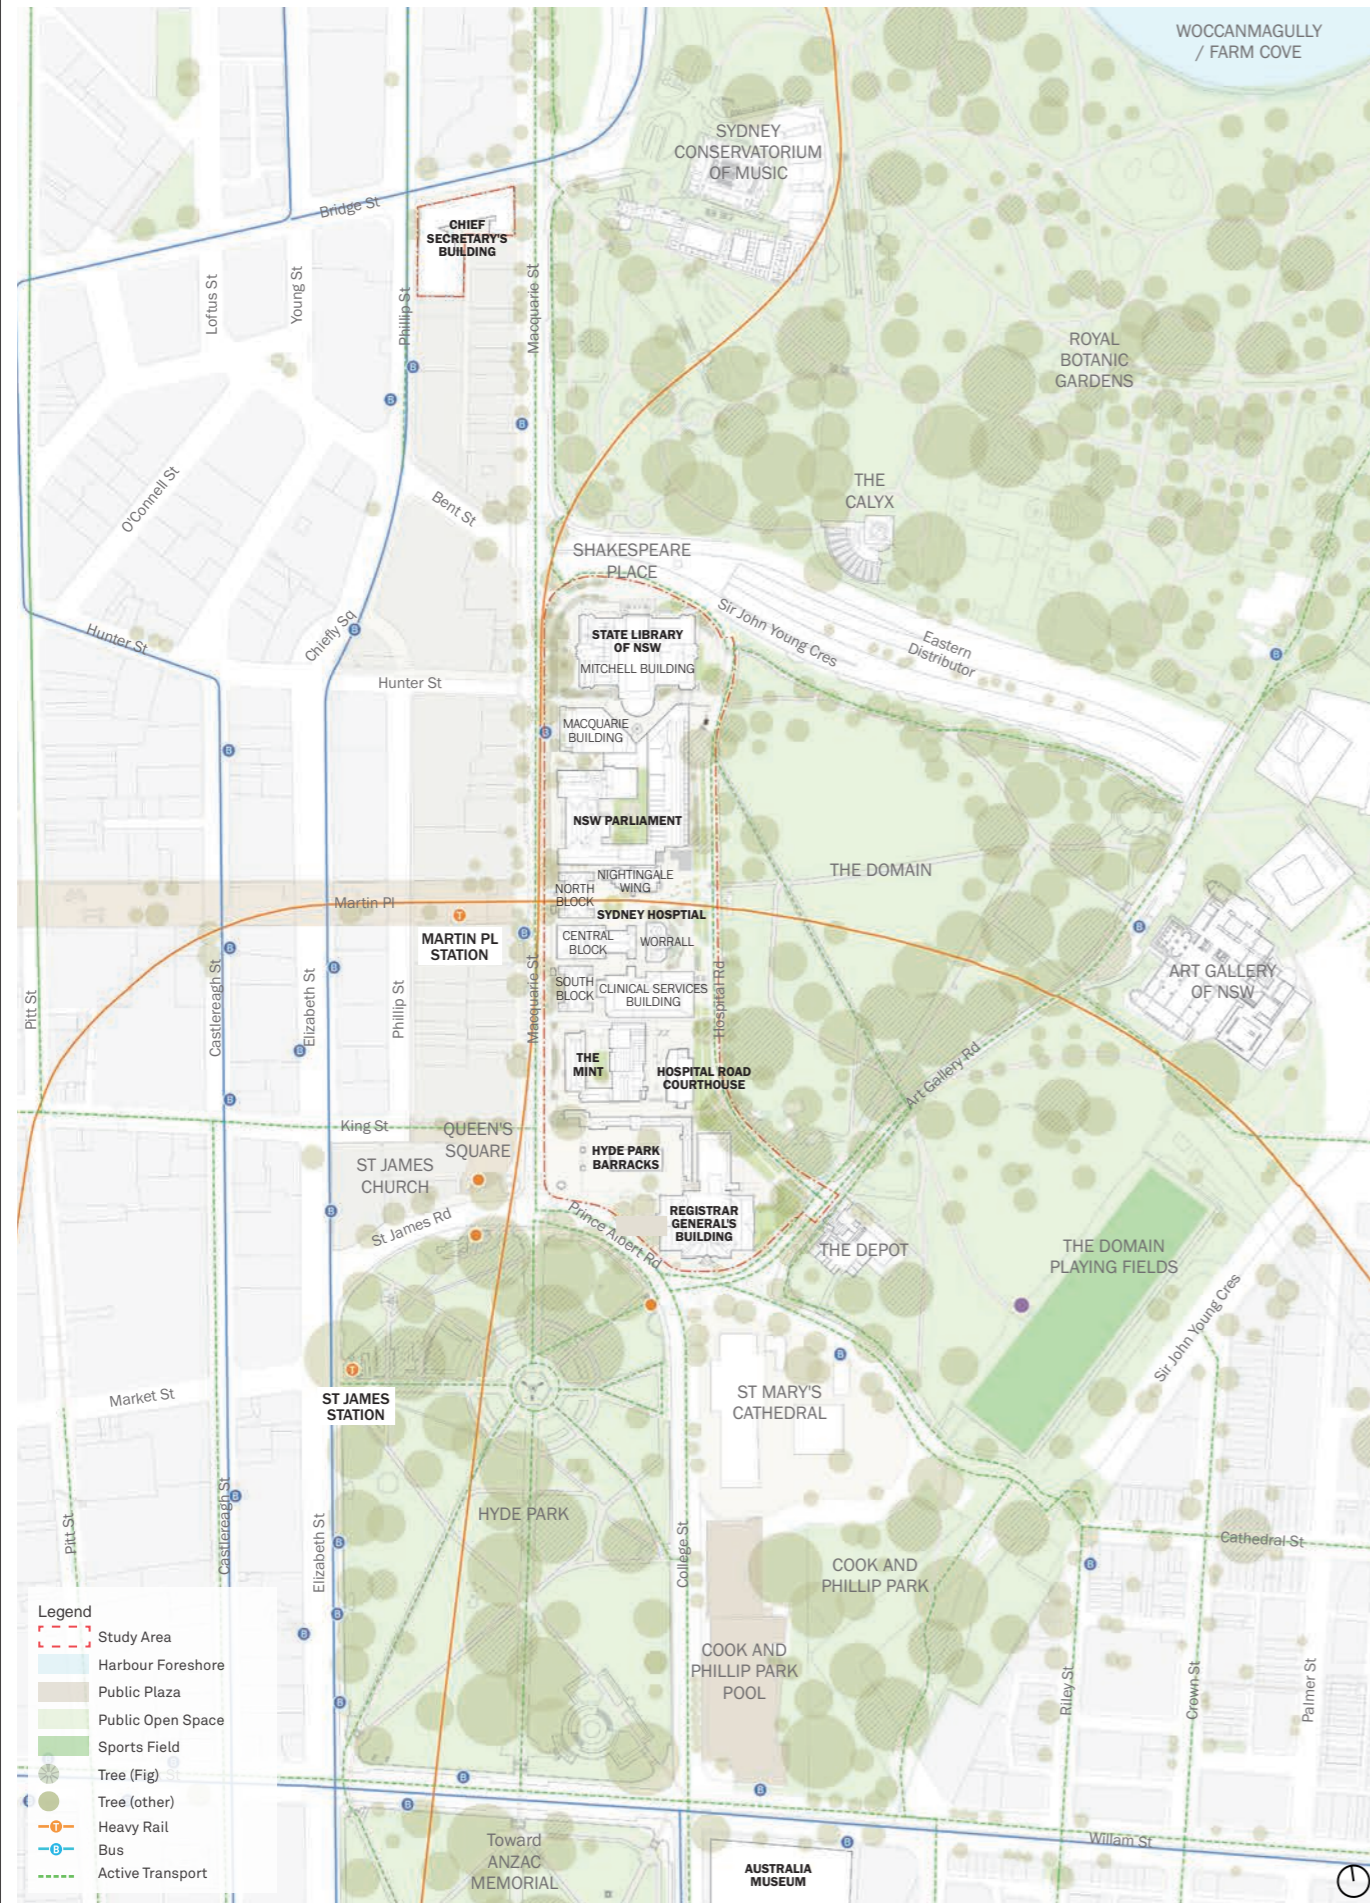 WOCCANMAGULLY
/ FARM COVE
SYDNEY
CONSERVATORIUM
OF MUSIC
Bridge St
CHIEF
SECRETARY'S
BUILDING
Loftus St
Young St
Phillip St
Macquarie St
ROYAL
BOTANIC
GARDENS
O'Connell St
Bent St
THE
CALYX
SHAKESPEARE
PLACE
Sir John Young Cres
Eastern
Distributor
Hunter St
Chiefly Sq
STATE LIBRARY
OF NSW
MITCHELL BUILDING
Hunter St
MACQUARIE
BUILDING
NSW PARLIAMENT
THE DOMAIN
NIGHTINGALE
WING
NORTH
BLOCK
Martin Pl
T
SYDNEY HOSPTIAL
MARTIN PL
STATION
CENTRAL
BLOCK
WORRALL
SOUTH
BLOCK
CLINICAL SERVICES
BUILDING
ART GALLERY
OF NSW
Pitt St
Castlereagh St
Elizabeth St
Phillip St
Macquarie St
Hospital Rd
THE
MINT
HOSPITAL ROAD
COURTHOUSE
Art Gallery Rd
King St
QUEEN'S
SQUARE
ST JAMES
CHURCH
HYDE PARK
BARRACKS
St James Rd
Prince Albert Rd
REGISTRAR
GENERAL'S
BUILDING
THE DEPOT
THE DOMAIN
PLAYING FIELDS
Sir John Young Cres
T
ST JAMES
STATION
Market St
ST MARY'S
CATHEDRAL
HYDE PARK
Pitt St
Castlereagh St
Elizabeth St
College St
Cathedral St
COOK AND
PHILLIP PARK
COOK AND
PHILLIP PARK
POOL
Riley St
Crown St
Palmer St
Willam St
Toward
ANZAC
MEMORIAL
AUSTRALIA
MUSEUM
Legend
Study Area
Harbour Foreshore
Public Plaza
Public Open Space
Sports Field
Tree (Fig)
Tree (other)
T Heavy Rail
B Bus
Active Transport